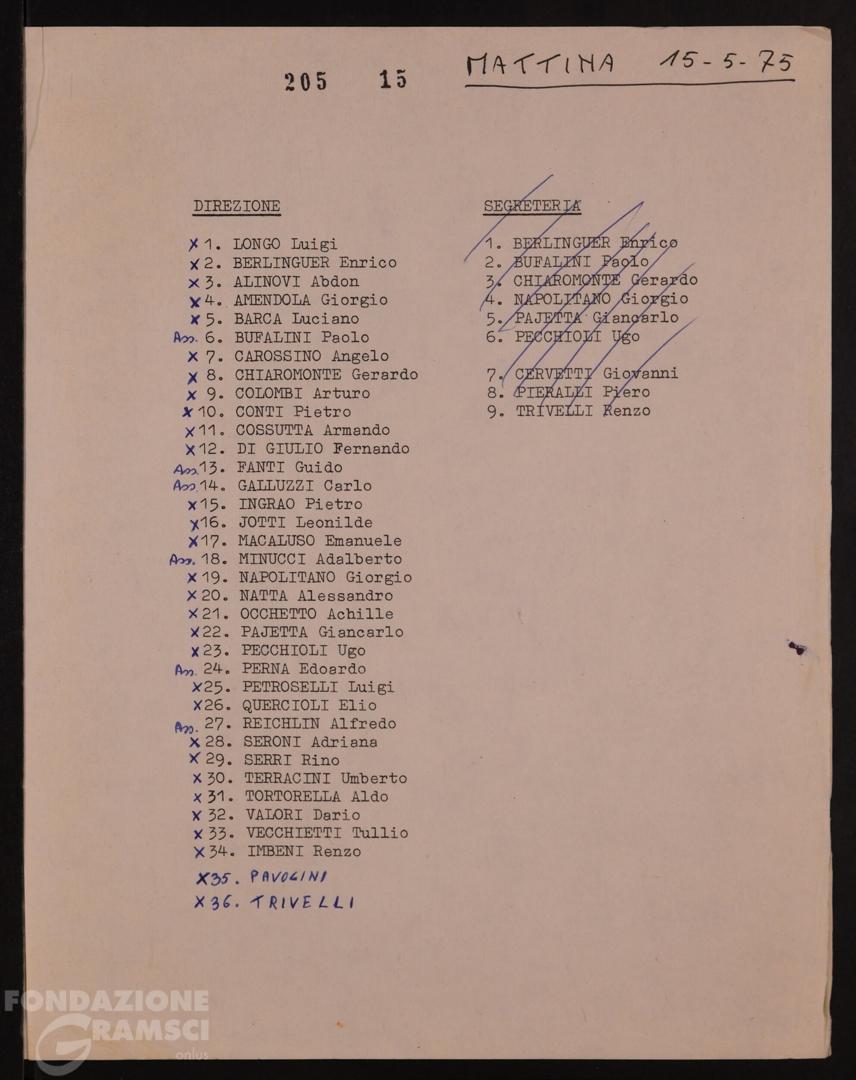 205 15 MATTINA 15-5-75
DIREZIONE
x 1. LONGO Luigi
x 2. BERLINGUER Enrico
x 3. ALINOVI Abdon
x 4. AMENDOLA Giorgio
x 5. BARCA Luciano
Ass. 6. BUFALINI Paolo
x 7. CAROSSINO Angelo
x 8. CHIAROMONTE Gerardo
x 9. COLOMBI Arturo
x 10. CONTI Pietro
x 11. COSSUTTA Armando
x 12. DI GIULIO Fernando
Ass. 13. FANTI Guido
Ass. 14. GALLUZZI Carlo
x 15. INGRAO Pietro
x 16. JOTTI Leonilde
x 17. MACALUSO Emanuele
Ass. 18. MINUCCI Adalberto
x 19. NAPOLITANO Giorgio
x 20. NATTA Alessandro
x 21. OCCHETTO Achille
x 22. PAJETTA Giancarlo
x 23. PECCHIOLI Ugo
Ass. 24. PERNA Edoardo
x 25. PETROSELLI Luigi
x 26. QUERCIOLI Elio
Ass. 27. REICHLIN Alfredo
x 28. SERONI Adriana
x 29. SERRI Rino
x 30. TERRACINI Umberto
x 31. TORTORELLA Aldo
x 32. VALORI Dario
x 33. VECCHIETTI Tullio
x 34. IMBENI Renzo
x 35. PAVOLINI
x 36. TRIVELLI
SEGRETERIA
1. BERLINGUER Enrico
2. BUFALINI Paolo
3. CHIAROMONTE Gerardo
4. NAPOLITANO Giorgio
5. PAJETTA Giancarlo
6. PECCHIOLI Ugo
7. CERVETTI Giovanni
8. PIERALLI Piero
9. TRIVELLI Renzo
FONDAZIONE
GRAMSCI
onlus